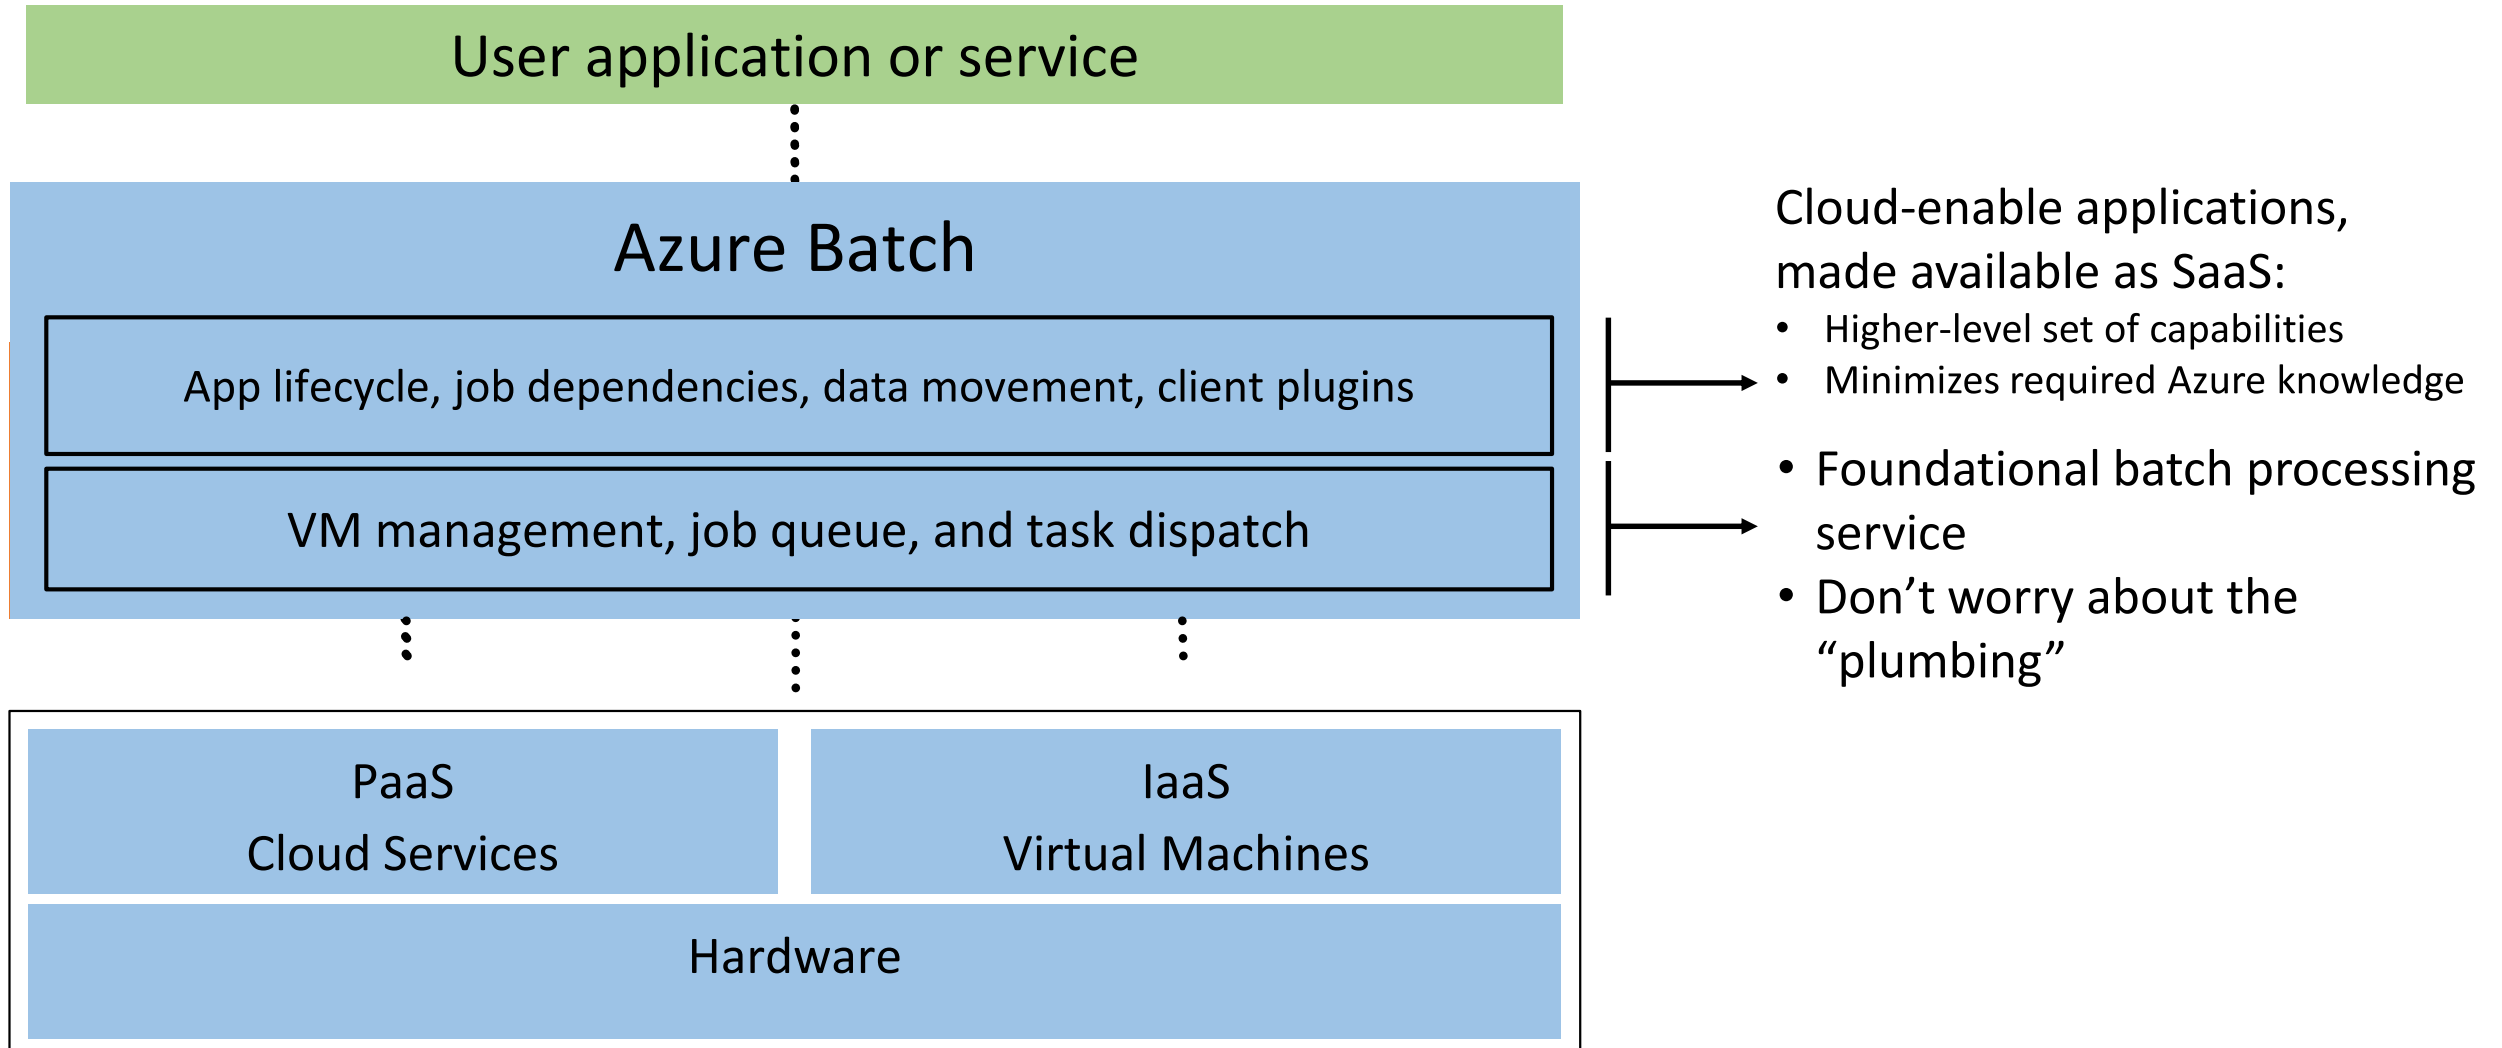 User application or service
Azure Batch
App lifecycle, job dependencies, data movement, client plugins
VM management, job queue, and task dispatch
Cloud-enable applications,
made available as SaaS:
• Higher-level set of capabilities
• Minimizes required Azure knowledge
• Foundational batch processing
service
• Don’t worry about the
“plumbing”
PaaS
Cloud Services
IaaS
Virtual Machines
Hardware